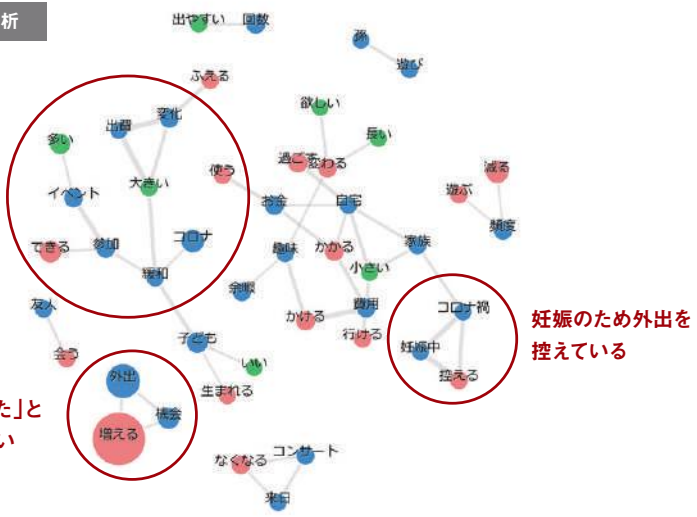 析
出やすい 回数
孫
遊び
ふえる
出費 変化
欲しい
多い
長い
過ごす 変わる
大きい
使う
減る
イベント
遊ぶ
お金 自宅
頻度
できる 参加 コロナ
趣味 かかる 家族
緩和
小さい
余暇
友人
かける 費用
コロナ禍
妊娠のため外出を
控えている
行ける
子ども
妊娠中
会う
いい
外出
控える
生まれる
た」と
い
機会
増える
なくなる コンサート
来日